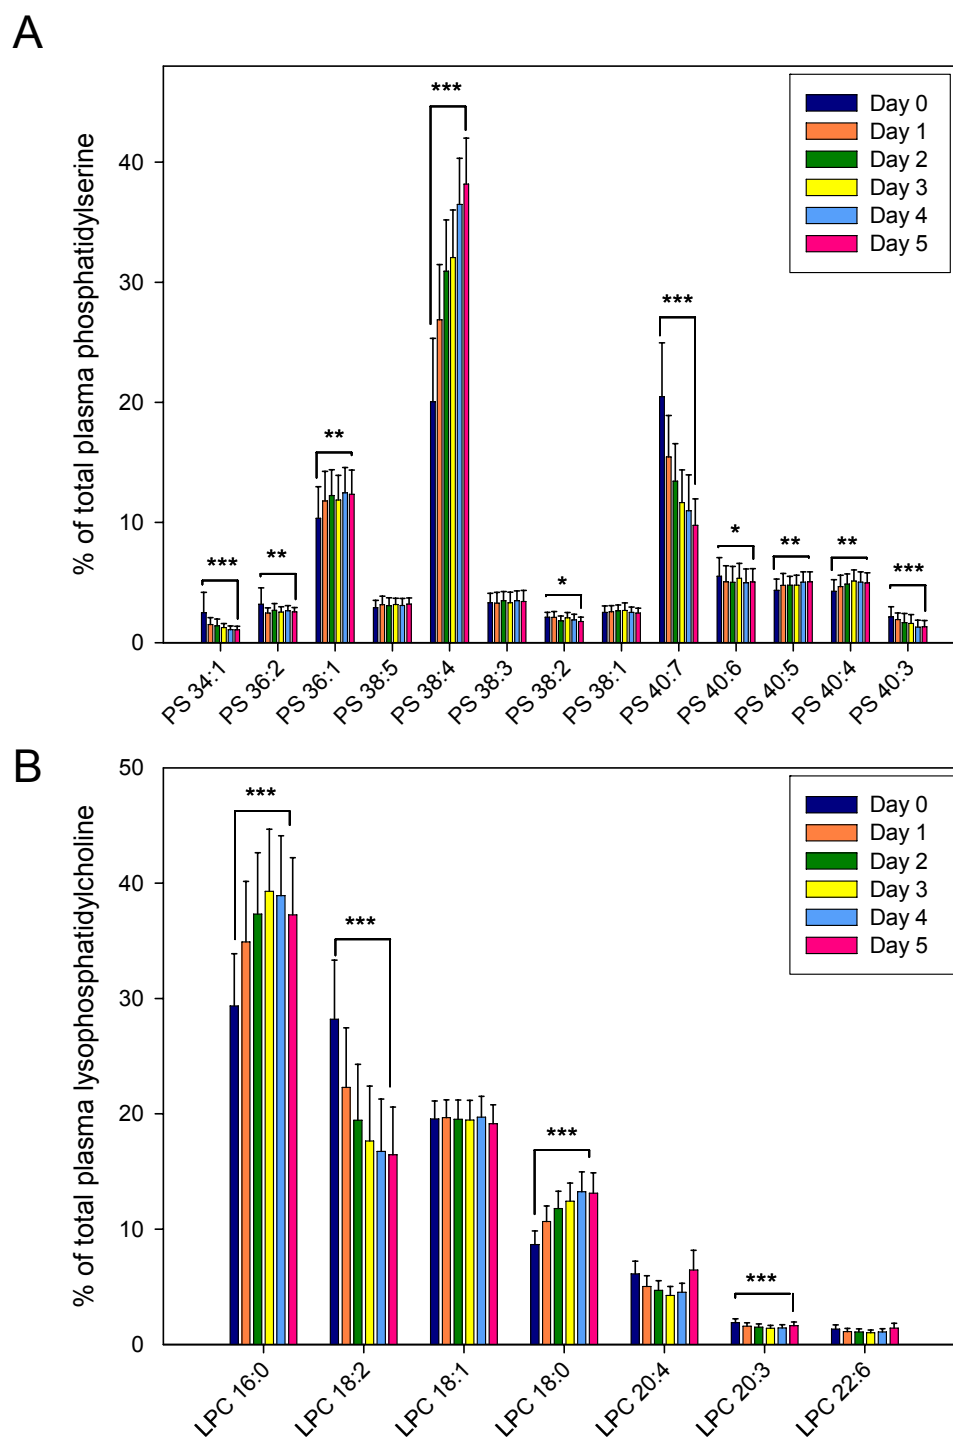 A
% of total plasma phosphatidylserine
40
30
20
10
0
***
**
**
***
*
***
*
**
**
***
Day 0
Day 1
Day 2
Day 3
Day 4
Day 5
PS 34:1
PS 36:2
PS 36:1
PS 38:5
PS 38:4
PS 38:3
PS 38:2
PS 38:1
PS 40:7
PS 40:6
PS 40:5
PS 40:4
PS 40:3
B
% of total plasma lysophosphatidylcholine
50
40
30
20
10
0
***
***
***
***
Day 0
Day 1
Day 2
Day 3
Day 4
Day 5
LPC 16:0
LPC 18:2
LPC 18:1
LPC 18:0
LPC 20:4
LPC 20:3
LPC 22:6